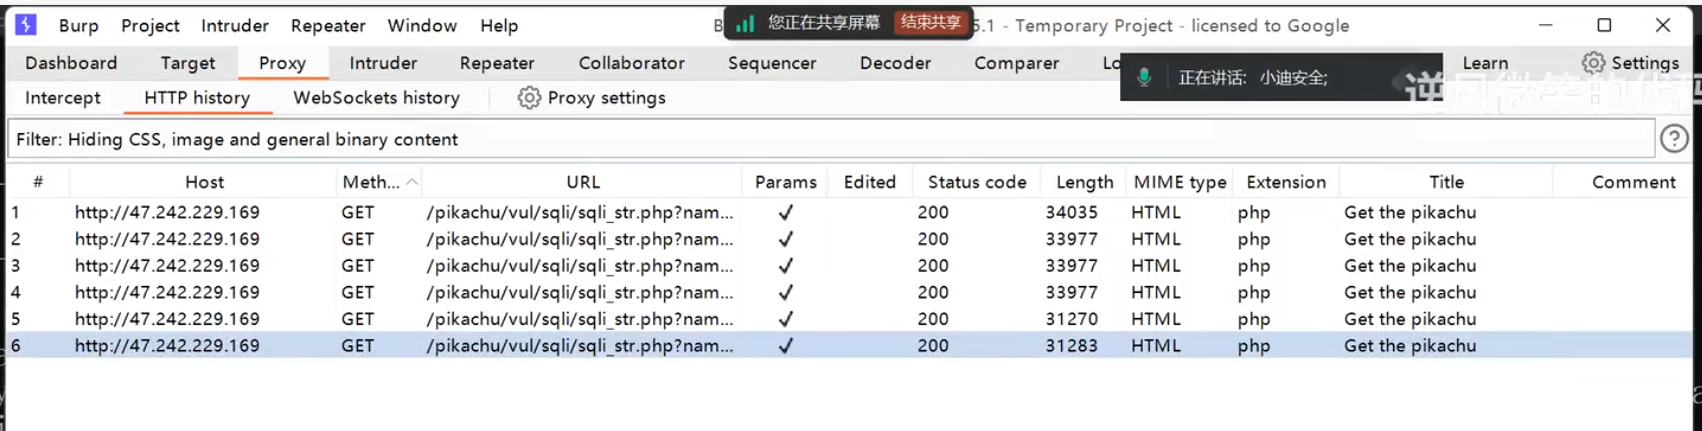 Burp Project Intruder Repeater Window Help B 您正在共享屏幕 结束共享 5.1 - Temporary Project - licensed to Google
Dashboard Target Proxy Intruder Repeater Collaborator Sequencer Decoder Comparer Lo 正在讲话: 小迪安全; Learn Settings
Intercept HTTP history WebSockets history Proxy settings 逆风微笑的代码
Filter: Hiding CSS, image and general binary content
# Host Meth... URL Params Edited Status code Length MIME type Extension Title Comment
1 http://47.242.229.169 GET /pikachu/vul/sqli/sqli_str.php?nam... ✓ 200 34035 HTML php Get the pikachu
2 http://47.242.229.169 GET /pikachu/vul/sqli/sqli_str.php?nam... ✓ 200 33977 HTML php Get the pikachu
3 http://47.242.229.169 GET /pikachu/vul/sqli/sqli_str.php?nam... ✓ 200 33977 HTML php Get the pikachu
4 http://47.242.229.169 GET /pikachu/vul/sqli/sqli_str.php?nam... ✓ 200 33977 HTML php Get the pikachu
5 http://47.242.229.169 GET /pikachu/vul/sqli/sqli_str.php?nam... ✓ 200 31270 HTML php Get the pikachu
6 http://47.242.229.169 GET /pikachu/vul/sqli/sqli_str.php?nam... ✓ 200 31283 HTML php Get the pikachu